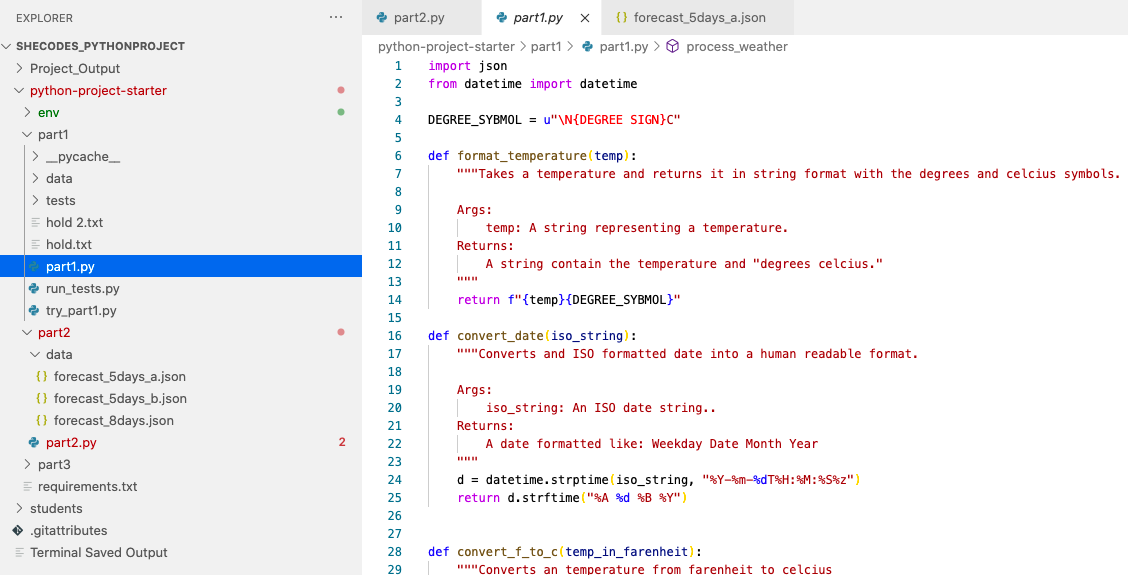 EXPLORER
SHECODES_PYTHONPROJECT
Project_Output
python-project-starter
env
part1
__pycache__
data
tests
hold 2.txt
hold.txt
part1.py
run_tests.py
try_part1.py
part2
data
{} forecast_5days_a.json
{} forecast_5days_b.json
{} forecast_8days.json
part2.py 2
part3
requirements.txt
students
.gitattributes
Terminal Saved Output
part2.py part1.py {} forecast_5days_a.json
python-project-starter > part1 > part1.py > process_weather
1 import json
2 from datetime import datetime
3
4 DEGREE_SYBMOL = u"\N{DEGREE SIGN}C"
5
6 def format_temperature(temp):
7 """Takes a temperature and returns it in string format with the degrees and celcius symbols.
8
9 Args:
10 temp: A string representing a temperature.
11 Returns:
12 A string contain the temperature and "degrees celcius."
13 """
14 return f"{temp}{DEGREE_SYBMOL}"
15
16 def convert_date(iso_string):
17 """Converts and ISO formatted date into a human readable format.
18
19 Args:
20 iso_string: An ISO date string..
21 Returns:
22 A date formatted like: Weekday Date Month Year
23 """
24 d = datetime.strptime(iso_string, "%Y-%m-%dT%H:%M:%S%z")
25 return d.strftime("%A %d %B %Y")
26
27
28 def convert_f_to_c(temp_in_farenheit):
29 """Converts an temperature from farenheit to celcius